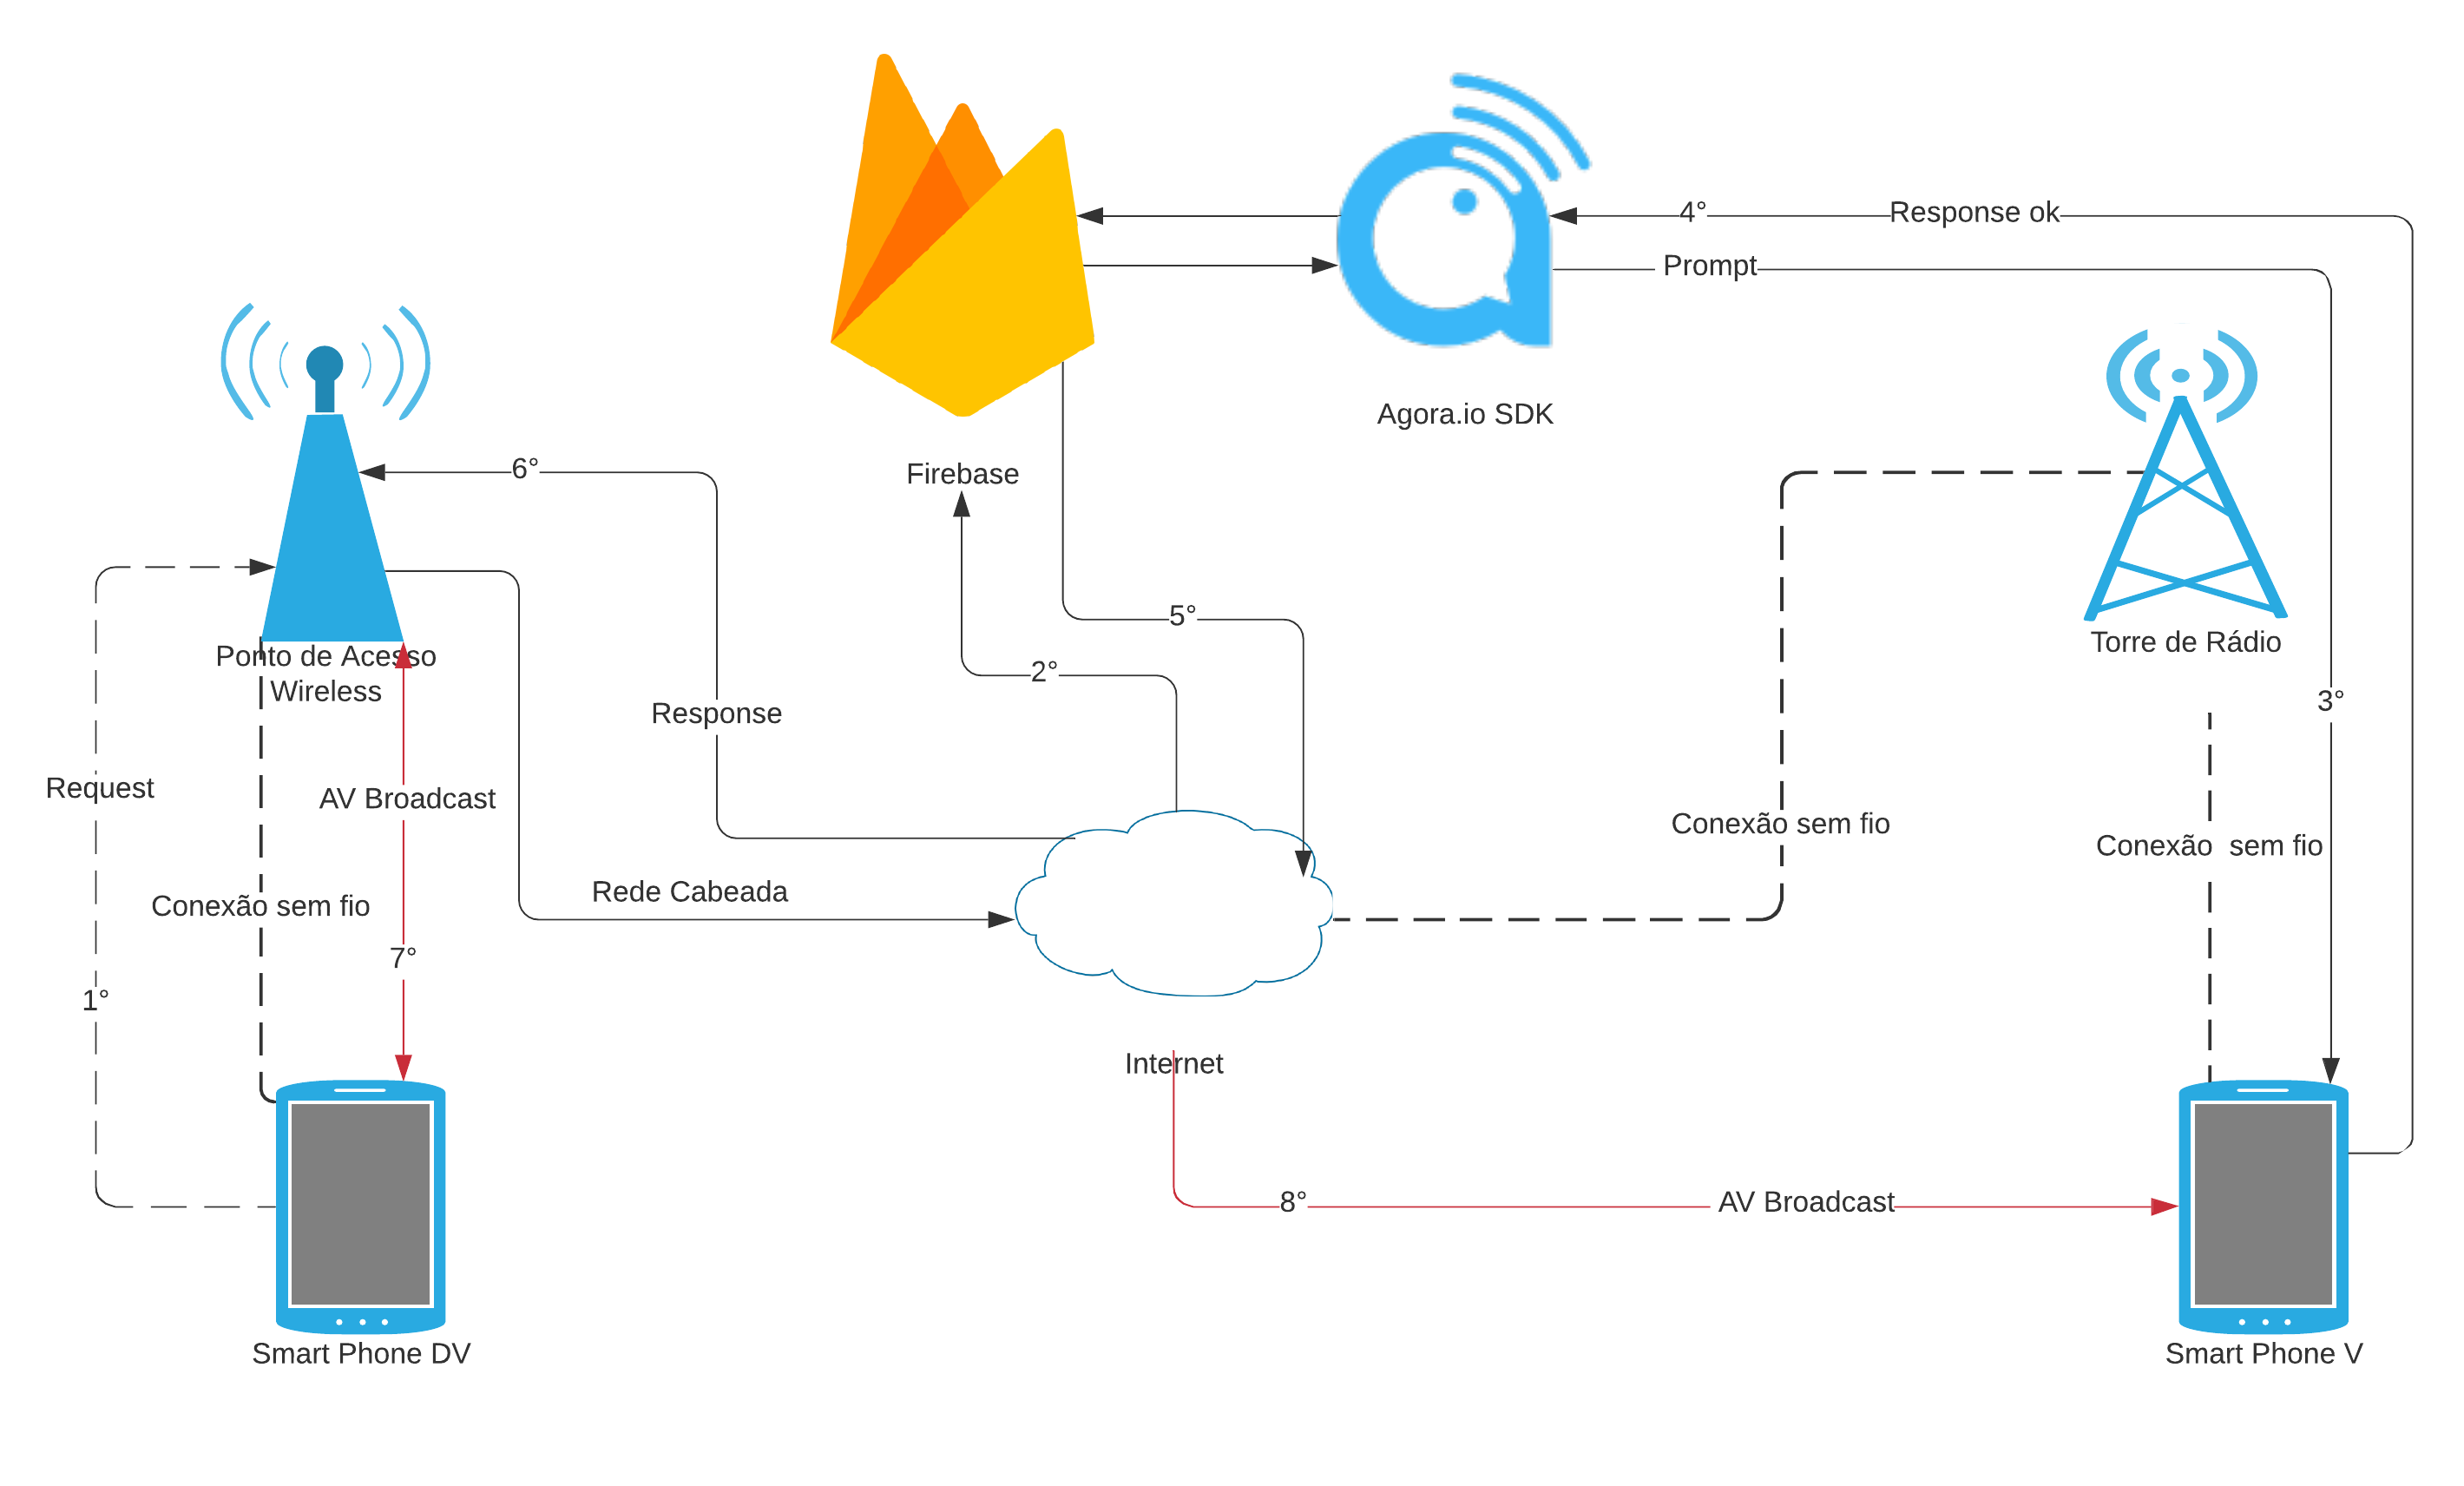 4°
Response ok
Prompt
Agora.io SDK
6°
Firebase
5°
Torre de Rádio
Ponto de Acesso
Wireless
2°
3°
Response
Request
AV Broadcast
Conexão sem fio
Conexão  sem fio
Rede Cabeada
Conexão sem fio
7°
1°
Internet
8°
AV Broadcast
Smart Phone DV
Smart Phone V